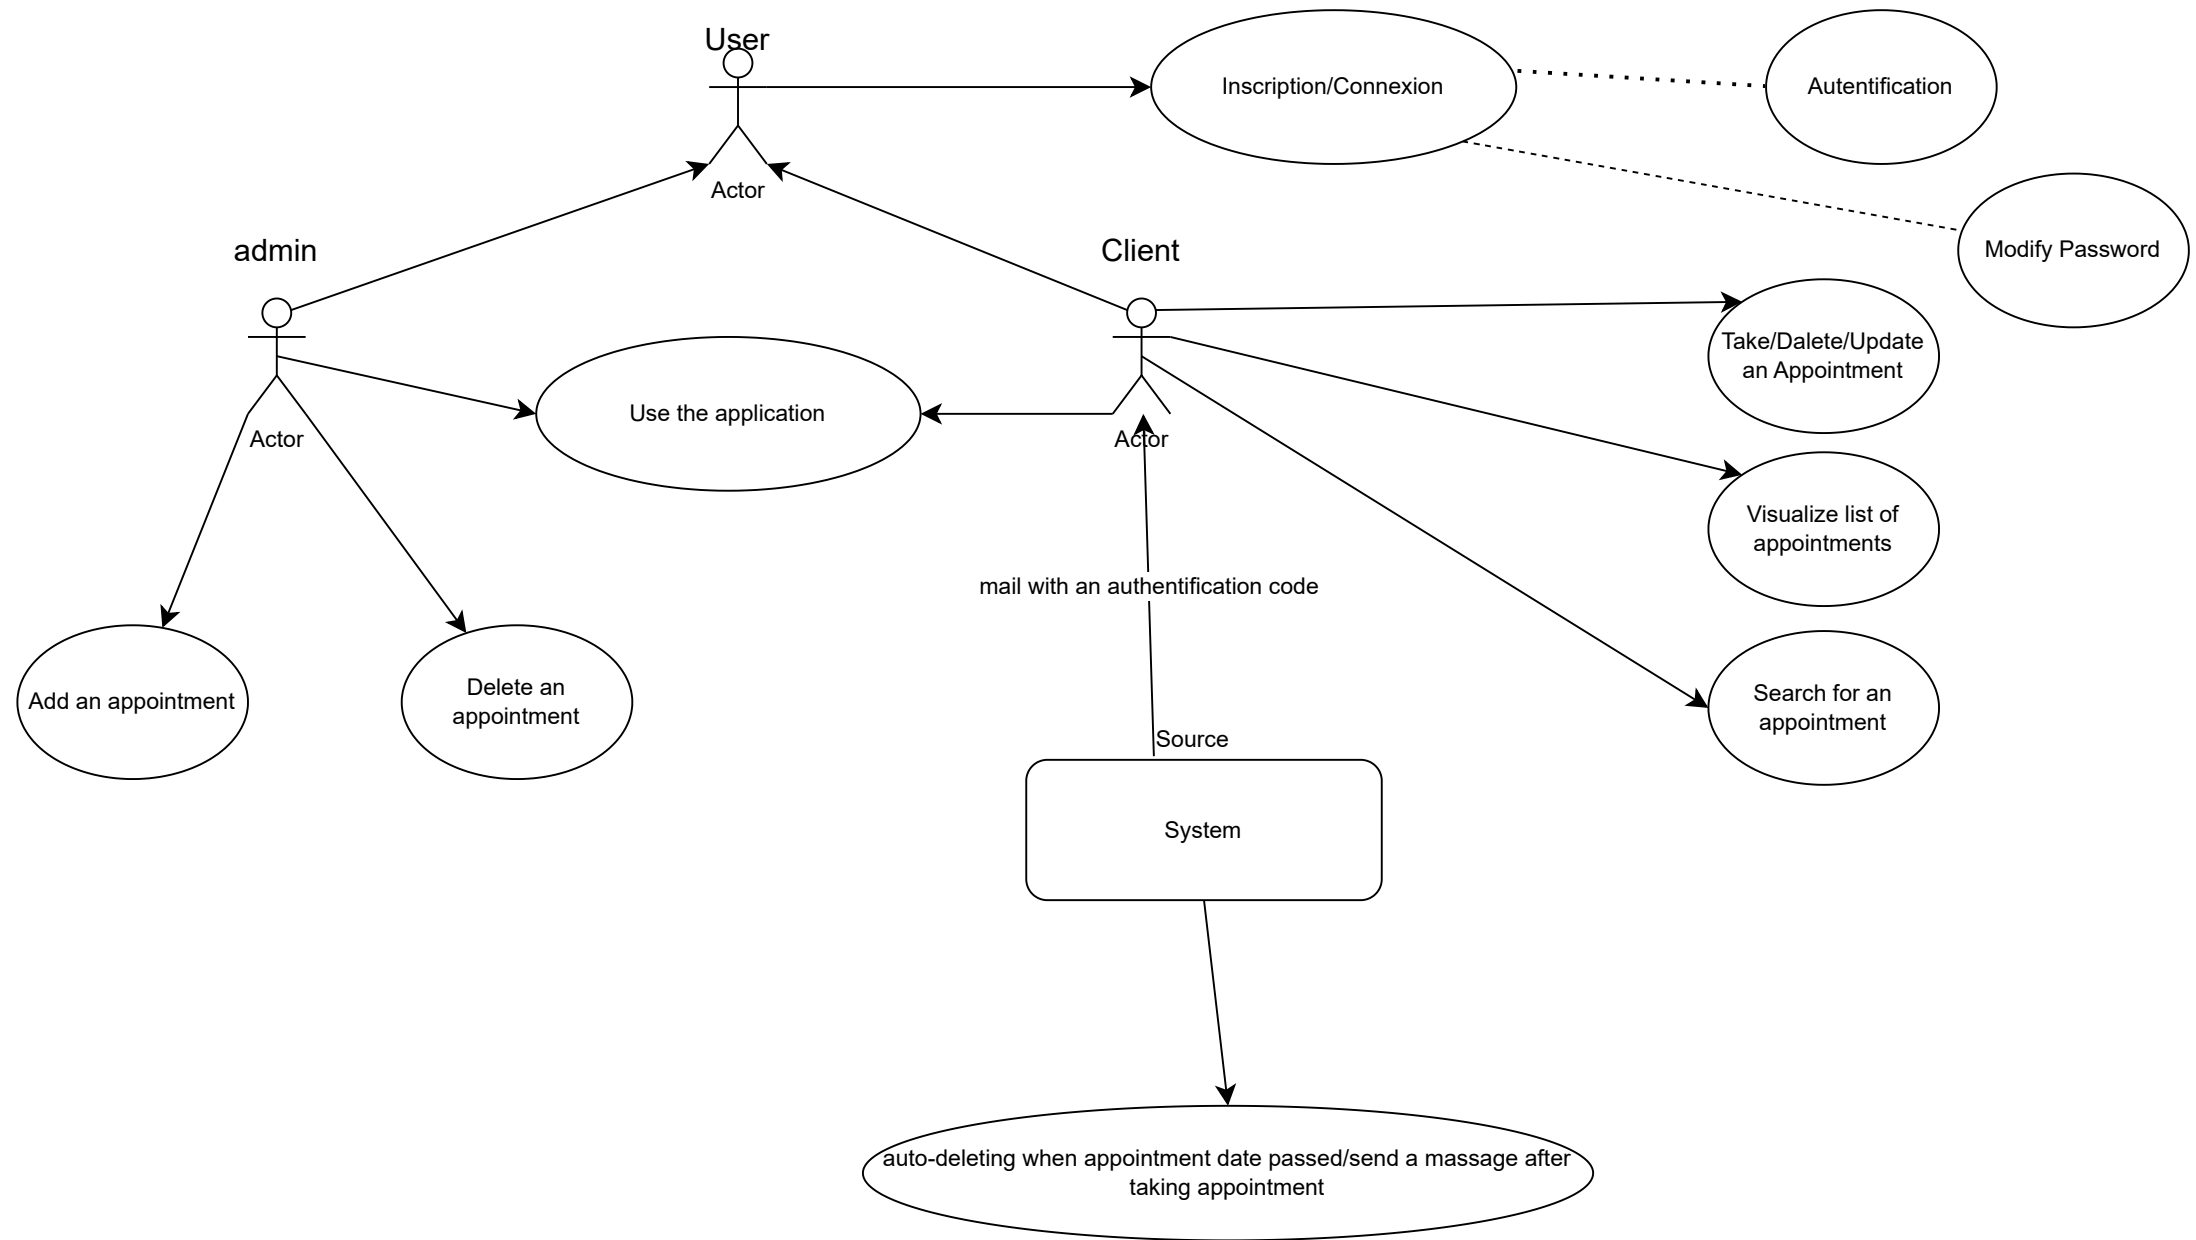 User
Inscription/Connexion
Autentification
Actor
admin
Client
Modify Password
Take/Dalete/Update
an Appointment
Use the application
Actor
Actor
Visualize list of
appointments
mail with an authentification code
Add an appointment
Delete an
appointment
Search for an
appointment
Source
System
auto-deleting when appointment date passed/send a massage after
taking appointment